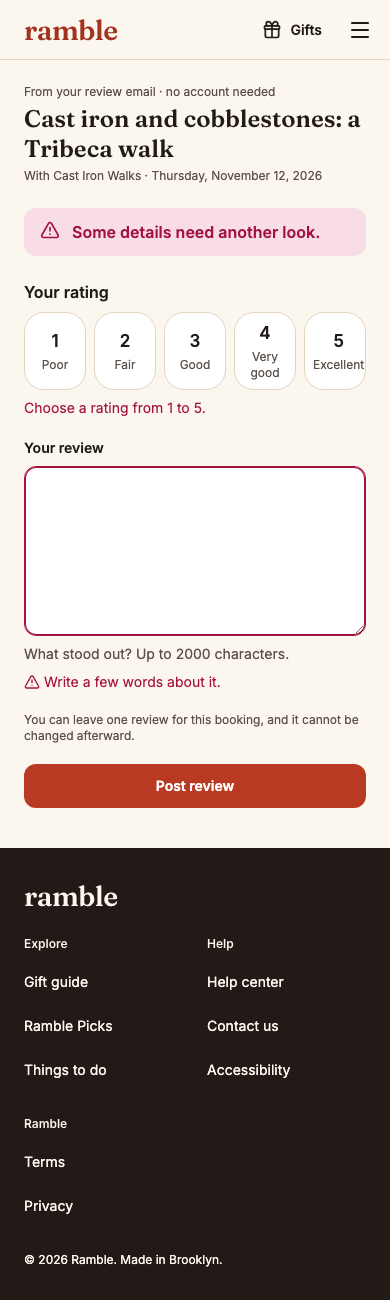 ramble
Gifts
From your review email · no account needed
Cast iron and cobblestones: a
Tribeca walk
With Cast Iron Walks · Thursday, November 12, 2026
Some details need another look.
Your rating
1 2 3 4 5
Poor Fair Good Very good Excellent
Choose a rating from 1 to 5.
Your review
What stood out? Up to 2000 characters.
Write a few words about it.
You can leave one review for this booking, and it cannot be
changed afterward.
Post review
ramble
Explore
Gift guide
Ramble Picks
Things to do
Help
Help center
Contact us
Accessibility
Ramble
Terms
Privacy
© 2026 Ramble. Made in Brooklyn.